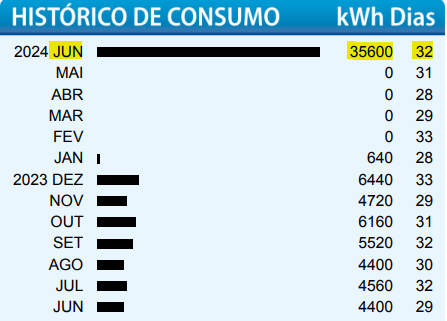 HISTÓRICO DE CONSUMO kWh Dias
2024 JUN 35600 32
MAI 0 31
ABR 0 28
MAR 0 29
FEV 0 33
JAN 640 28
2023 DEZ 6440 33
NOV 4720 29
OUT 6160 31
SET 5520 32
AGO 4400 30
JUL 4560 32
JUN 4400 29